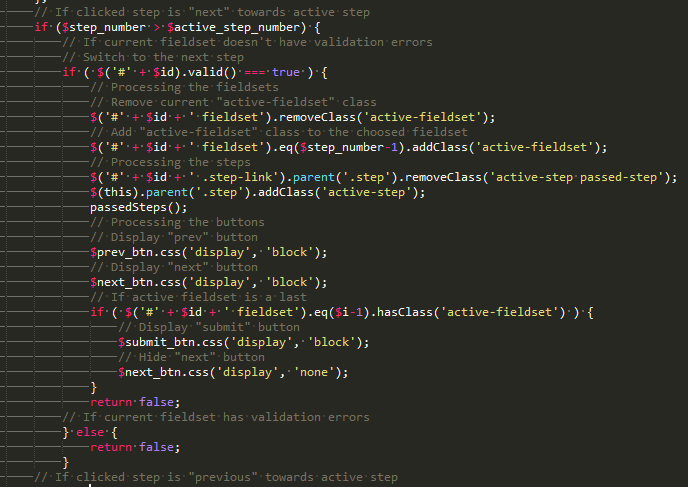 // If clicked step is "next" towards active step
if ($step_number > $active_step_number) {
// If current fieldset doesn't have validation errors
// Switch to the next step
if ( $('#' + $id).valid() === true ) {
// Processing the fieldsets
// Remove current "active-fieldset" class
$('#' + $id + ' fieldset').removeClass('active-fieldset');
// Add "active-fieldset" class to the choosed fieldset
$('#' + $id + ' fieldset').eq($step_number-1).addClass('active-fieldset');
// Processing the steps
$('#' + $id + ' .step-link').parent('.step').removeClass('active-step passed-step');
$(this).parent('.step').addClass('active-step');
passedSteps();
// Processing the buttons
// Display "prev" button
$prev_btn.css('display', 'block');
// Display "next" button
$next_btn.css('display', 'block');
// If active fieldset is a last
if ( $('#' + $id + ' fieldset').eq($i-1).hasClass('active-fieldset') ) {
// Display "submit" button
$submit_btn.css('display', 'block');
// Hide "next" button
$next_btn.css('display', 'none');
}
return false;
// If current fieldset has validation errors
} else {
return false;
}
// If clicked step is "previous" towards active step